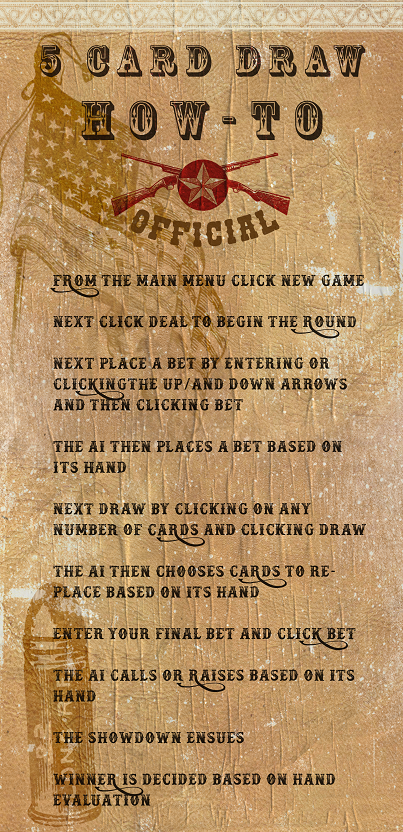 5 CARD DRAW
HOW-TO
OFFICIAL
FROM THE MAIN MENU CLICK NEW GAME
NEXT CLICK DEAL TO BEGIN THE ROUND
NEXT PLACE A BET BY ENTERING OR
CLICKINGTHE UP/AND DOWN ARROWS
AND THEN CLICKING BET
THE AI THEN PLACES A BET BASED ON
ITS HAND
NEXT DRAW BY CLICKING ON ANY
NUMBER OF CARDS AND CLICKING DRAW
THE AI THEN CHOOSES CARDS TO RE-
PLACE BASED ON ITS HAND
ENTER YOUR FINAL BET AND CLICK BET
THE AI CALLS OR RAISES BASED ON ITS
HAND
THE SHOWDOWN ENSUES
WINNER IS DECIDED BASED ON HAND
EVALUATION